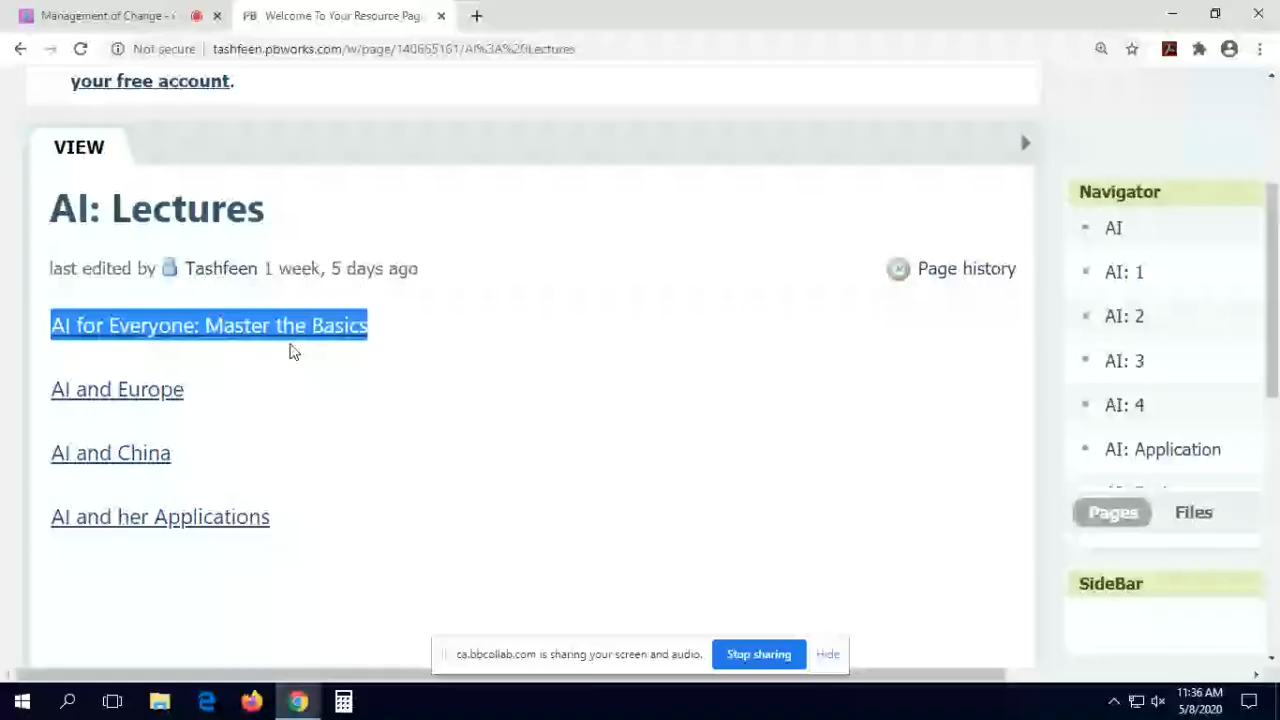 Management of Change -
Welcome To Your Resource Pag
Not secure | tashfeen.pbworks.com/w/page/140665161/AI%3A%20Lectures
your free account.
VIEW
AI: Lectures
last edited by Tashfeen 1 week, 5 days ago
Page history
AI for Everyone: Master the Basics
AI and Europe
AI and China
AI and her Applications
Navigator
AI
AI: 1
AI: 2
AI: 3
AI: 4
AI: Application
Pages
Files
SideBar
ca.bbcollab.com is sharing your screen and audio.
Stop sharing
Hide
11:36 AM
5/8/2020